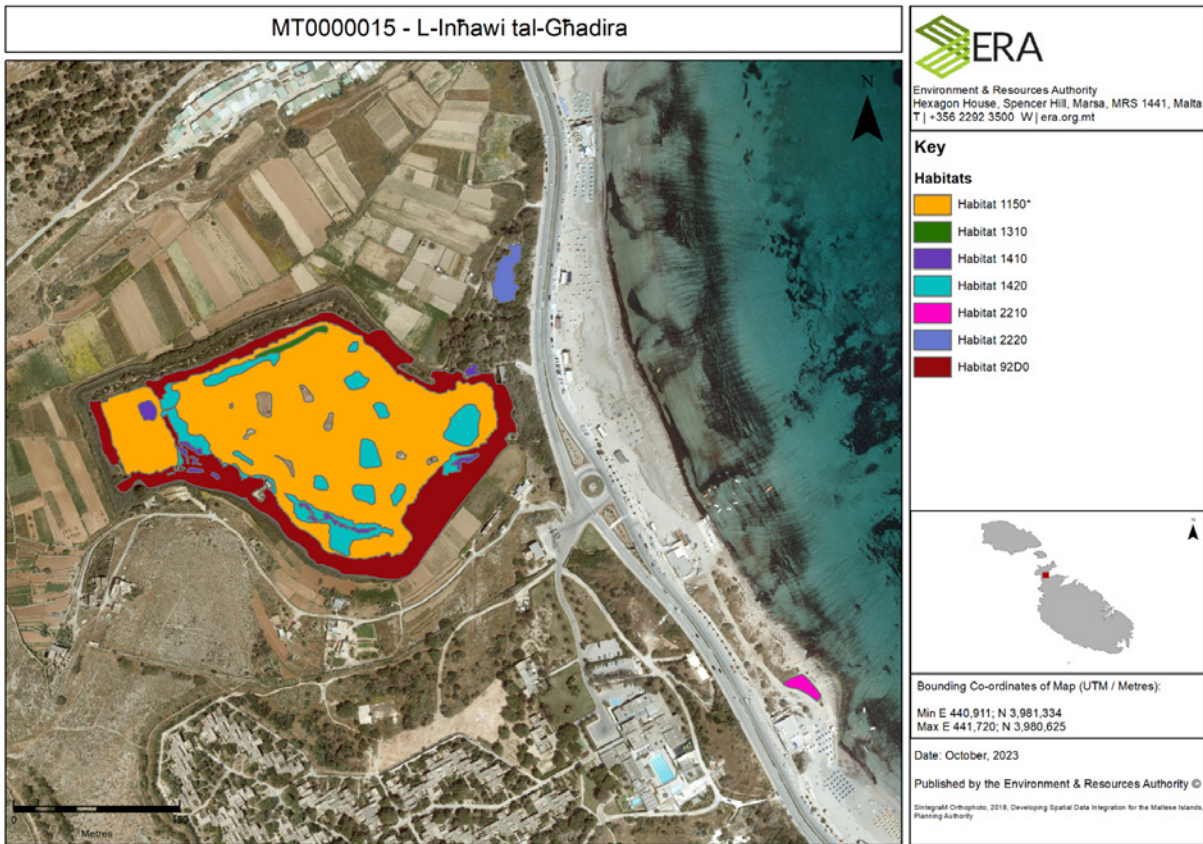 MT0000015 - L-Inħawi tal-Għadira
N
ERA
Environment & Resources Authority
Hexagon House, Spencer Hill, Marsa, MRS 1441, Malta
T | +356 2292 3500 W | era.org.mt
Key
Habitats
Habitat 1150*
Habitat 1310
Habitat 1410
Habitat 1420
Habitat 2210
Habitat 2220
Habitat 92D0
Bounding Co-ordinates of Map (UTM / Metres):
Min E 440,911; N 3,981,334
Max E 441,720; N 3,980,625
Date: October, 2023
Published by the Environment & Resources Authority ©
SIntegraM Orthophoto, 2018, Developing Spatial Data Integration for the Maltese Islands,
Planning Authority
0
Metres